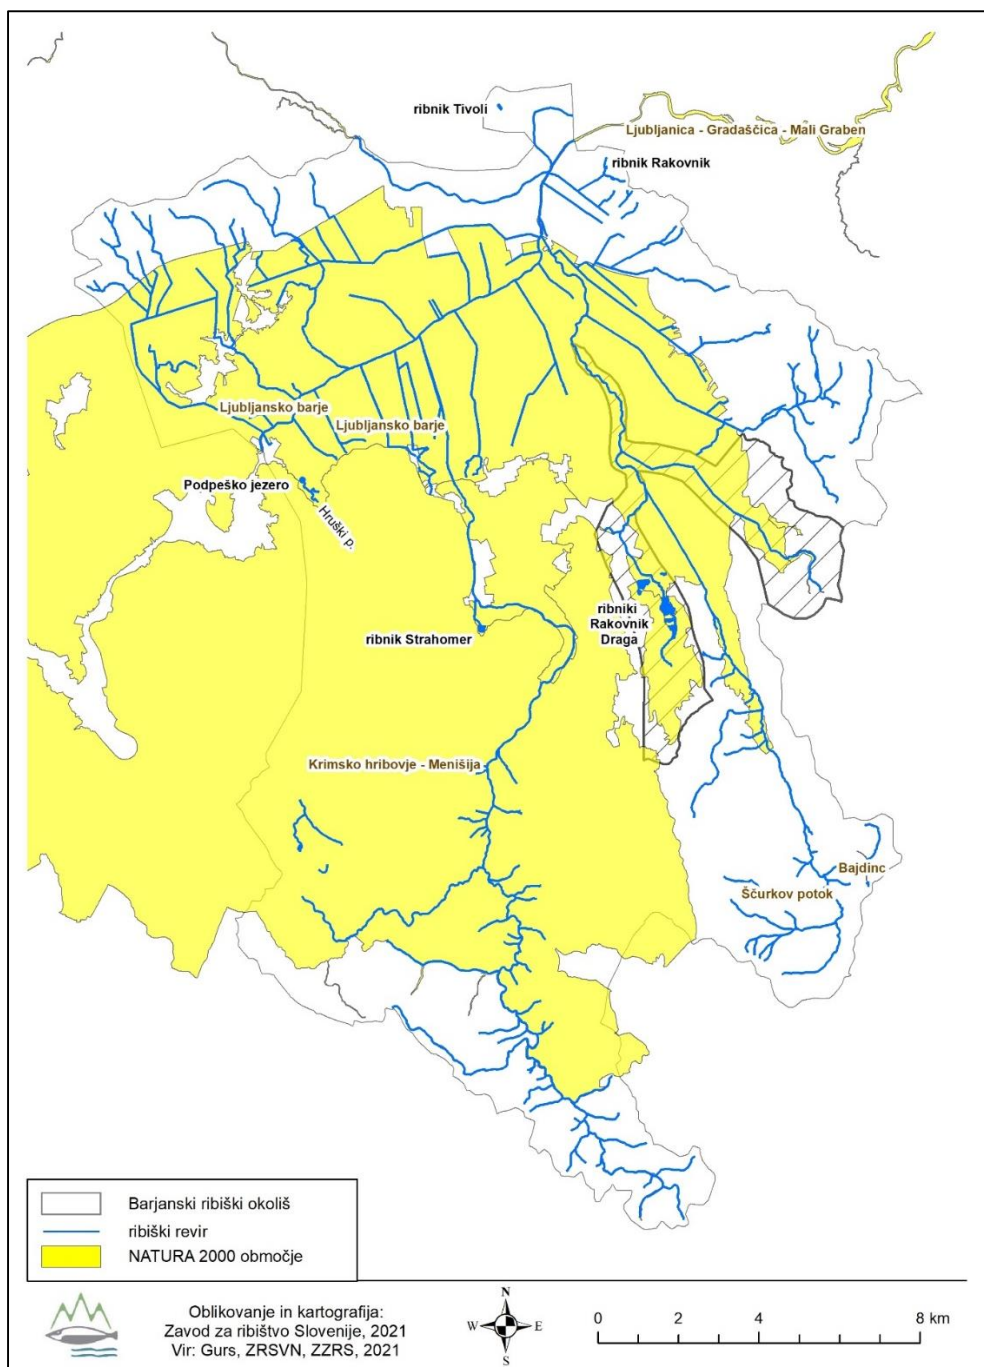 ribnik Tivoli
Ljubljanica - Gradaščica - Mali Graben
ribnik Rakovnik
Ljubljansko barje
Ljubljansko barje
Podpeško jezero
Hruški p.
ribniki
Rakovnik
Draga
ribnik Strahomer
Krimsko hribovje - Menišija
Bajdinc
Ščurkov potok
Barjanski ribiški okoliš
ribiški revir
NATURA 2000 območje
Oblikovanje in kartografija:
Zavod za ribištvo Slovenije, 2021
Vir: Gurs, ZRSVN, ZZRS, 2021
N
W
E
S
0 2 4 8 km